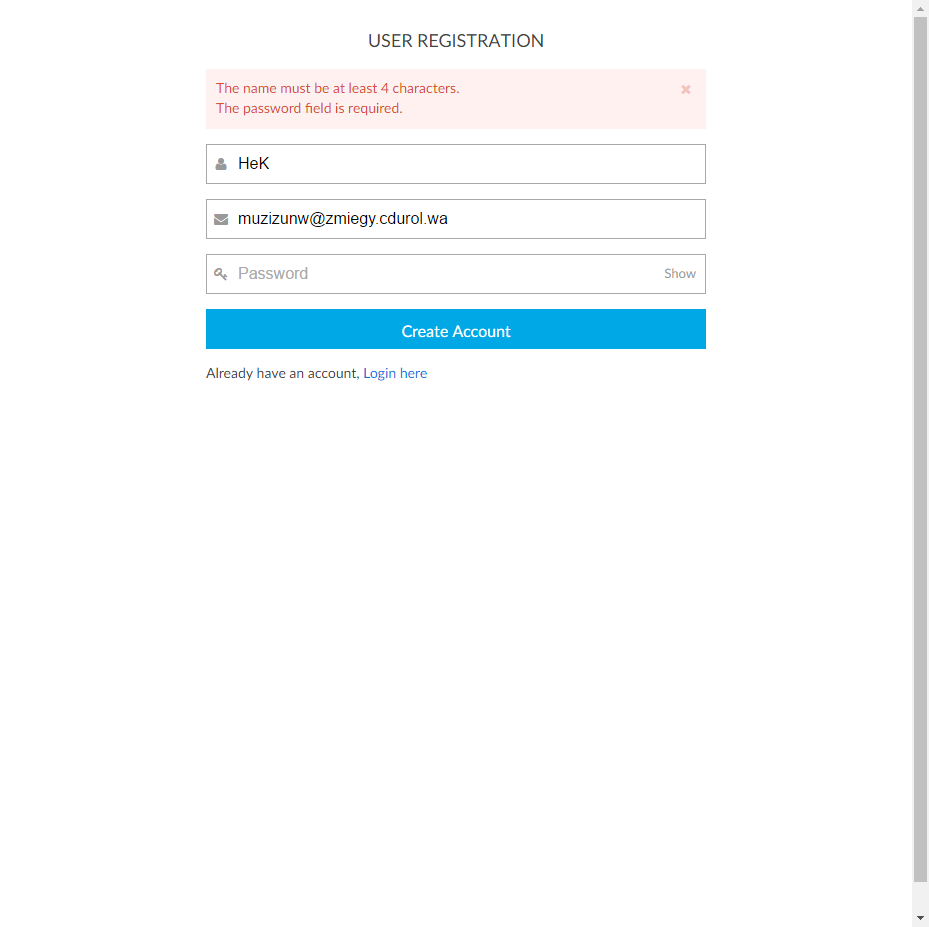 USER REGISTRATION
The name must be at least 4 characters.
The password field is required.
HeK
muzizunw@zmiegy.cdurol.wa
Password Show
Create Account
Already have an account, Login here